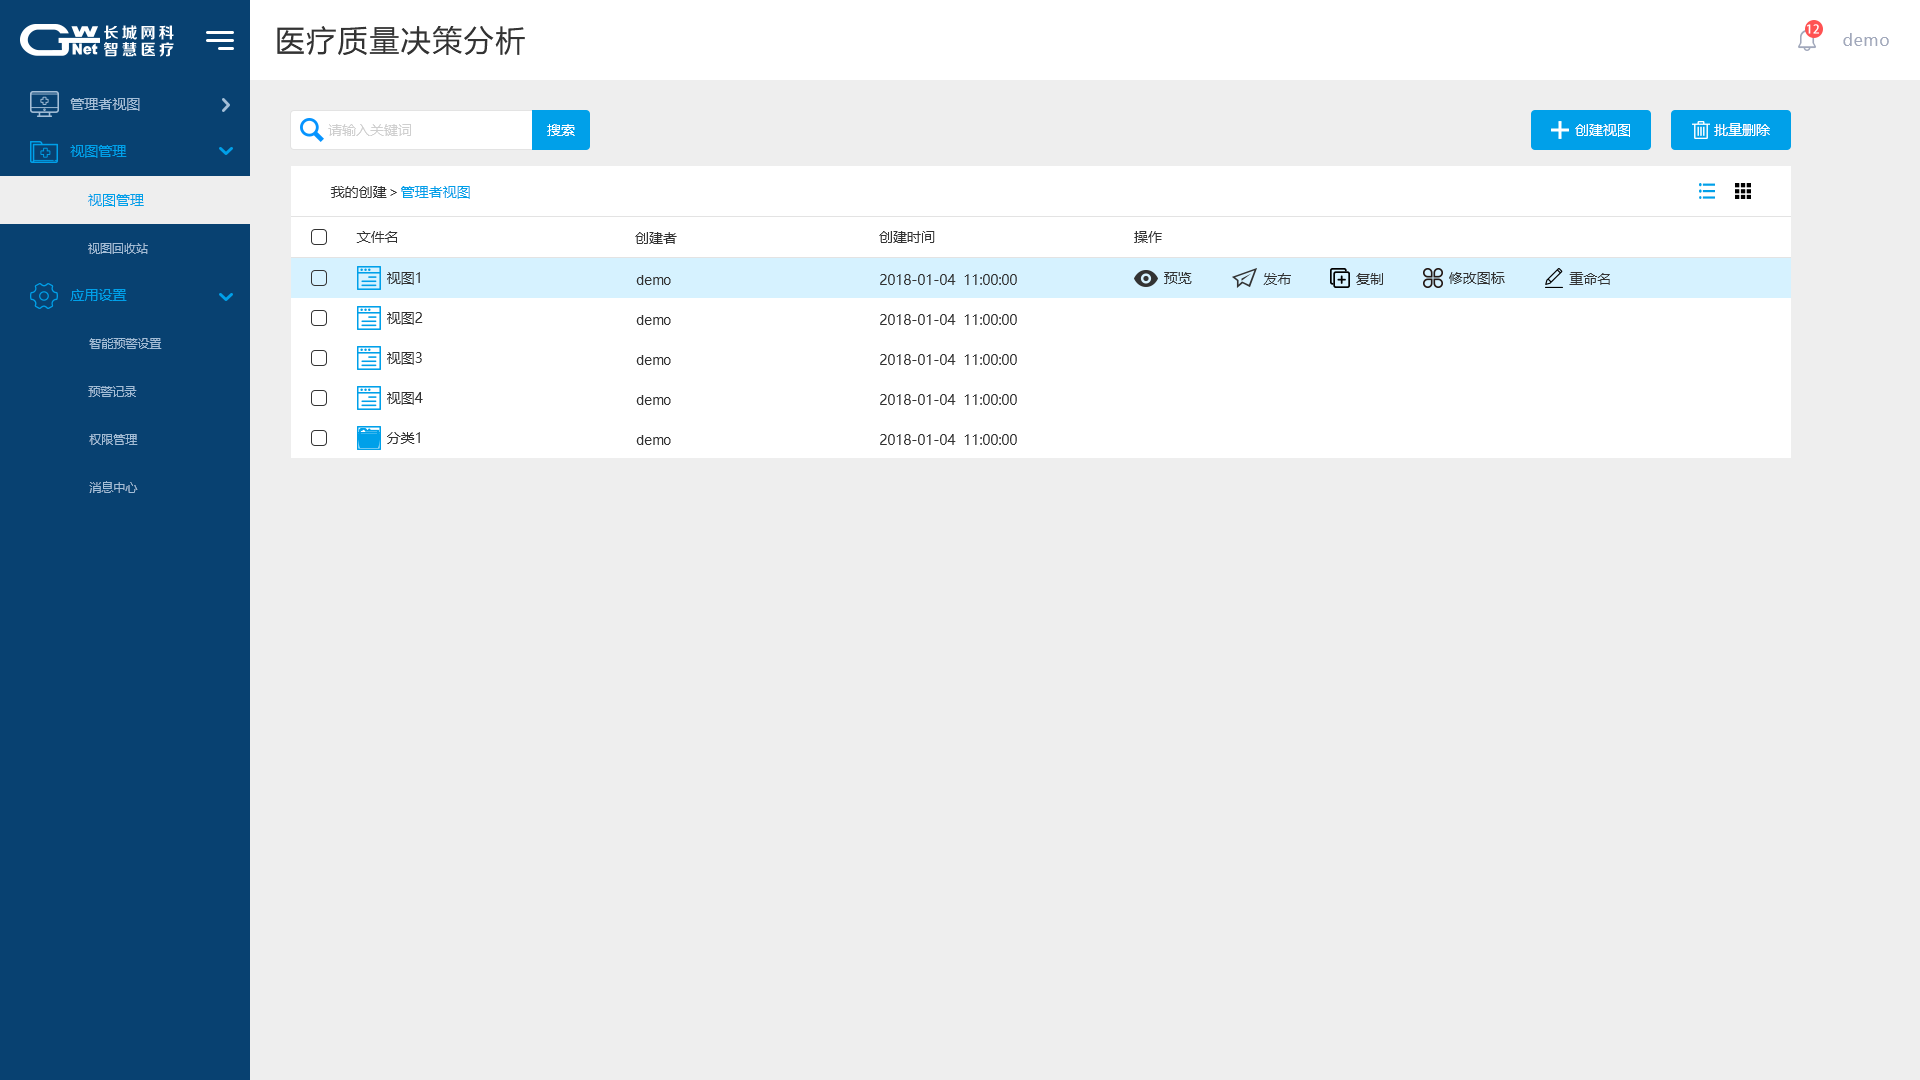 GW Net 长城网科 智慧医疗
医疗质量决策分析
12
demo
管理者视图
视图管理
视图管理
视图回收站
应用设置
智能预警设置
预警记录
权限管理
消息中心
请输入关键词 搜索
创建视图 批量删除
我的创建 > 管理者视图
文件名 创建者 创建时间 操作
视图1 demo 2018-01-04 11:00:00 预览 发布 复制 修改图标 重命名
视图2 demo 2018-01-04 11:00:00
视图3 demo 2018-01-04 11:00:00
视图4 demo 2018-01-04 11:00:00
分类1 demo 2018-01-04 11:00:00